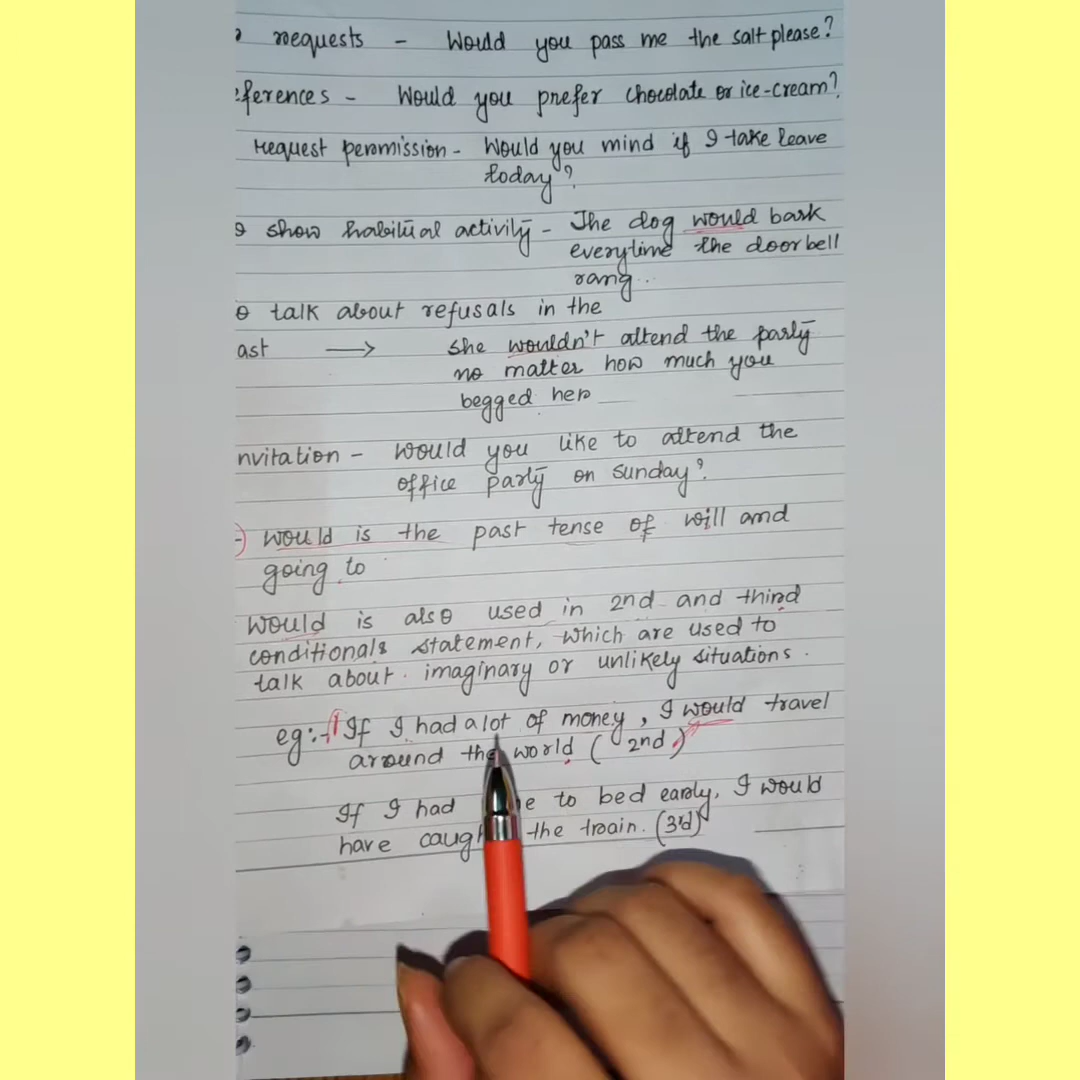 requests - Would you pass me the salt please?
ferences - Would you prefer chocolate or ice-cream?
request permission - Would you mind if I take leave
today?
show habitual activity - The dog would bark
everytime the doorbell
rang..
talk about refusals in the
ast → She wouldn't attend the party
no matter how much you
begged her
nvitation - Would you like to attend the
office party on Sunday?
would is the past tense of will and
going to
Would is also used in 2nd and third
conditionals statement, which are used to
talk about imaginary or unlikely situations.
eg:- If I had a lot of money, I would travel
around the world (2nd)
If I had to bed early, I would
have the train. (3rd)